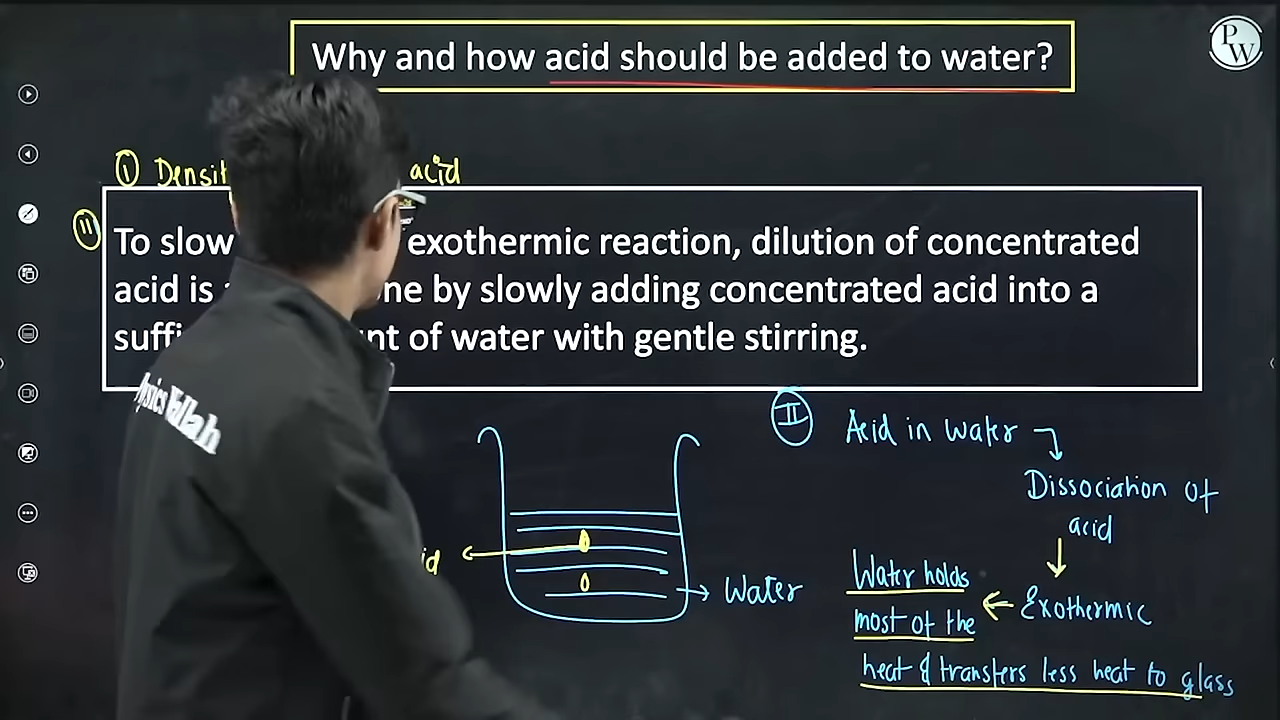 Why and how acid should be added to water?
PW
① Densit acid
II To slow exothermic reaction, dilution of concentrated
acid is ne by slowly adding concentrated acid into a
suffi nt of water with gentle stirring.
II Acid in water
Dissociation of
acid
Exothermic
Water holds
most of the
heat & transfers less heat to glass
id
Water
Physics Wallah